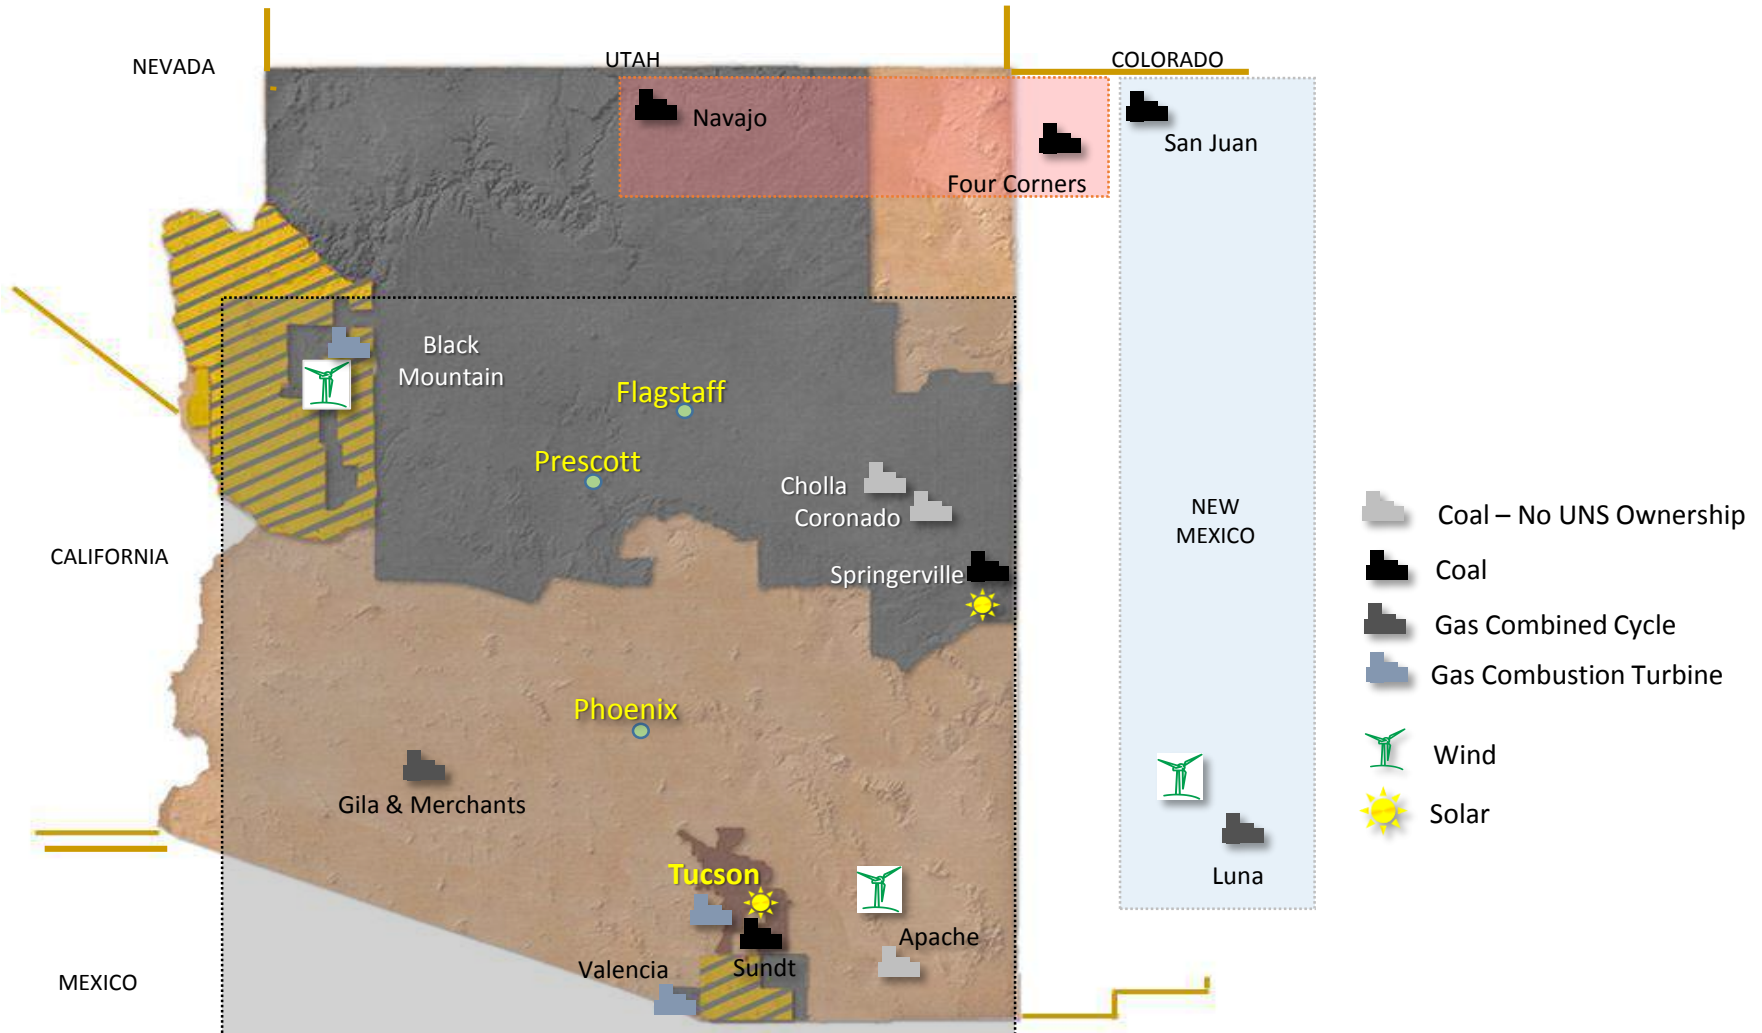 UTAH
COLORADO
NEVADA
Navajo
San Juan
Four Corners
Black
Mountain
Flagstaff
Prescott
Cholla
Coronado
NEW
MEXICO
Coal – No UNS Ownership
CALIFORNIA
Springerville
Coal
Gas Combined Cycle
Gas Combustion Turbine
Phoenix
Wind
Gila & Merchants
Solar
Tucson
Luna
Apache
Valencia
Sundt
MEXICO